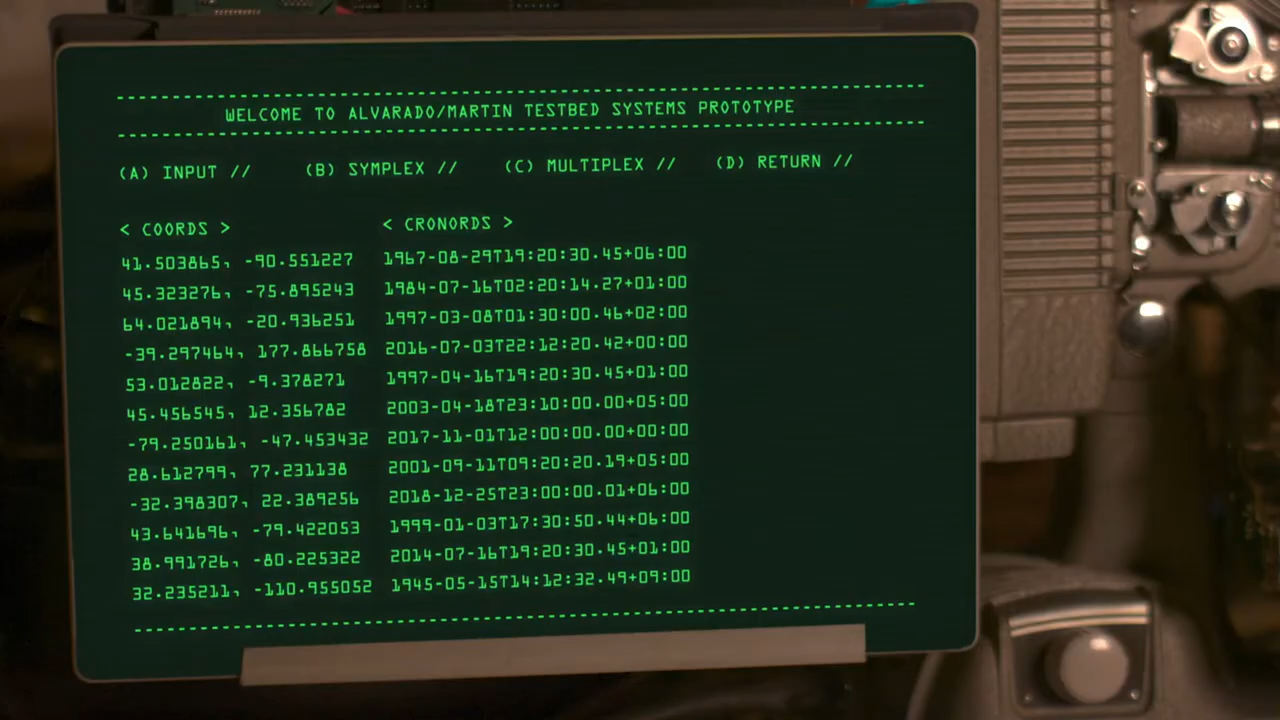 WELCOME TO ALVARADO/MARTIN TESTBED SYSTEMS PROTOTYPE
(A) INPUT // (B) SYMPLEX // (C) MULTIPLEX // (D) RETURN //
< COORDS > < CRONORDS >
41.503865, -90.551227 1967-08-29T19:20:30.45+06:00
45.323276, -75.895243 1984-07-16T02:20:14.27+01:00
64.021894, -20.936251 1997-03-08T01:30:00.46+02:00
-39.297464, 177.866758 2016-07-03T22:12:20.42+00:00
53.012822, -9.378271 1997-04-16T19:20:30.45+01:00
45.456545, 12.356782 2003-04-18T23:10:00.00+05:00
-79.250161, -47.453432 2017-11-01T12:00:00.00+00:00
28.612799, 77.231138 2001-09-11T09:20:20.19+05:00
-32.398307, 22.389256 2018-12-25T23:00:00.01+06:00
43.641696, -79.422053 1999-01-03T17:30:50.44+06:00
38.991726, -80.225322 2014-07-16T19:20:30.45+01:00
32.235211, -110.955052 1945-05-15T14:12:32.49+09:00